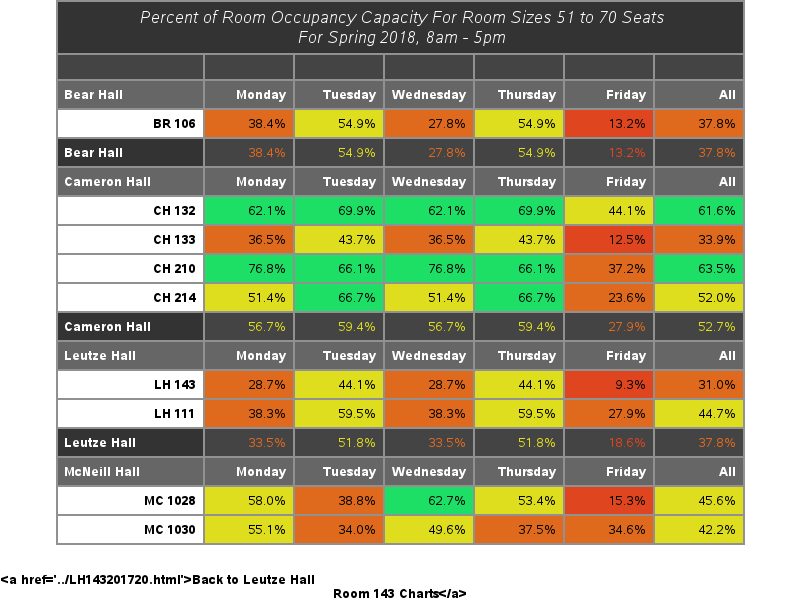 Percent of Room Occupancy Capacity For Room Sizes 51 to 70 Seats
For Spring 2018, 8am - 5pm
Bear Hall Monday Tuesday Wednesday Thursday Friday All
BR 106 38.4% 54.9% 27.8% 54.9% 13.2% 37.8%
Bear Hall 38.4% 54.9% 27.8% 54.9% 13.2% 37.8%
Cameron Hall Monday Tuesday Wednesday Thursday Friday All
CH 132 62.1% 69.9% 62.1% 69.9% 44.1% 61.6%
CH 133 36.5% 43.7% 36.5% 43.7% 12.5% 33.9%
CH 210 76.8% 66.1% 76.8% 66.1% 37.2% 63.5%
CH 214 51.4% 66.7% 51.4% 66.7% 23.6% 52.0%
Cameron Hall 56.7% 59.4% 56.7% 59.4% 27.9% 52.7%
Leutze Hall Monday Tuesday Wednesday Thursday Friday All
LH 143 28.7% 44.1% 28.7% 44.1% 9.3% 31.0%
LH 111 38.3% 59.5% 38.3% 59.5% 27.9% 44.7%
Leutze Hall 33.5% 51.8% 33.5% 51.8% 18.6% 37.8%
McNeill Hall Monday Tuesday Wednesday Thursday Friday All
MC 1028 58.0% 38.8% 62.7% 53.4% 15.3% 45.6%
MC 1030 55.1% 34.0% 49.6% 37.5% 34.6% 42.2%
<a href='../LH143201720.html'>Back to Leutze Hall
Room 143 Charts</a>